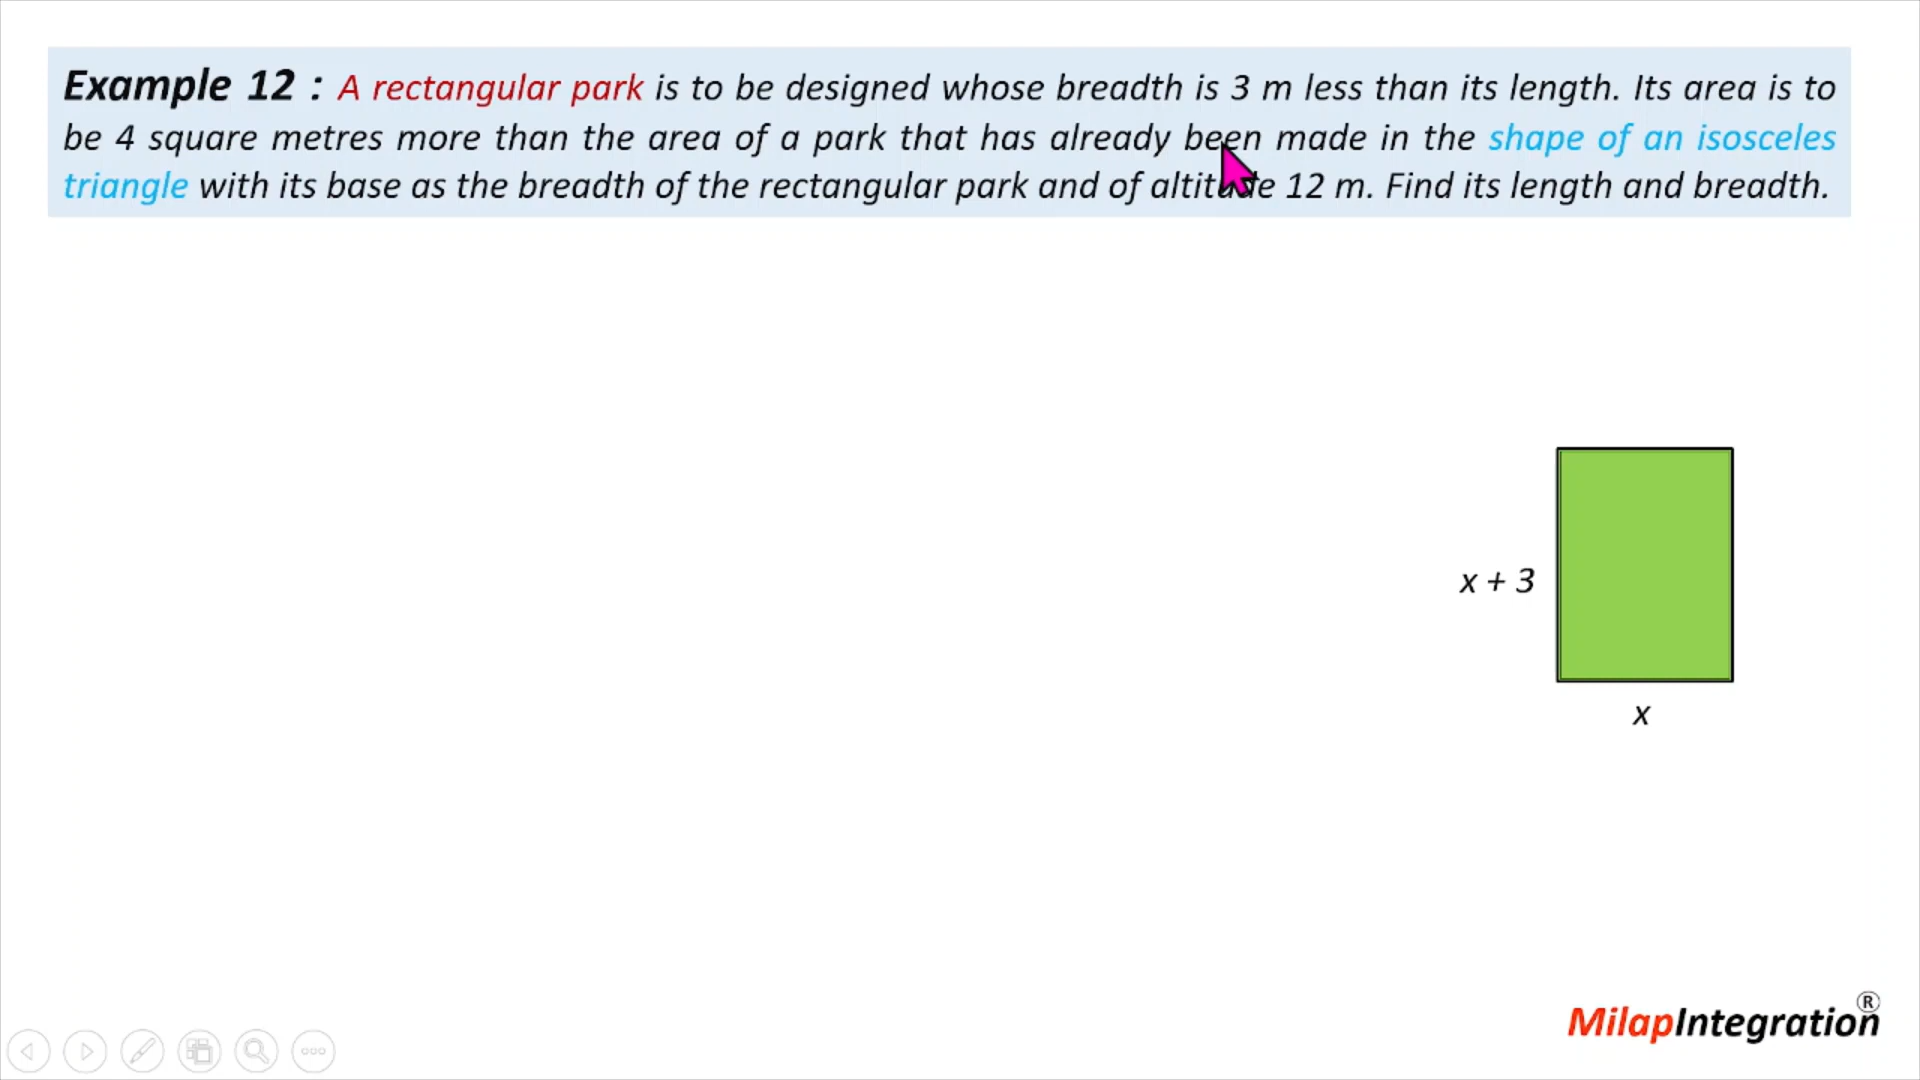 Example 12 : A rectangular park is to be designed whose breadth is 3 m less than its length. Its area is to
be 4 square metres more than the area of a park that has already been made in the shape of an isosceles
triangle with its base as the breadth of the rectangular park and of altitude 12 m. Find its length and breadth.
x + 3
x
MilapIntegration®